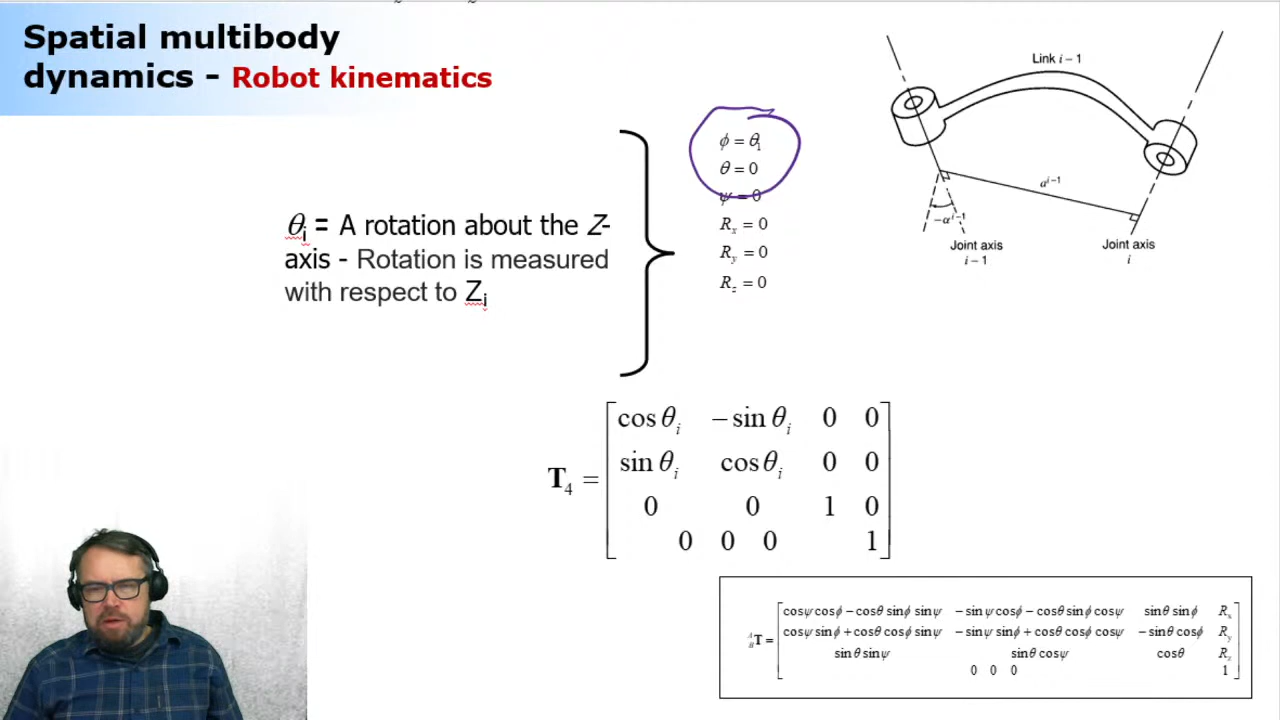 Spatial multibody
dynamics - Robot kinematics
θi = A rotation about the Z-
axis - Rotation is measured
with respect to Zi
ϕ = θ1
θ = 0
ψ = 0
Rx = 0
Ry = 0
Rz = 0
Link i − 1
a^i−1
−α^i−1
Joint axis
i − 1
Joint axis
i
T4 =
cos θi − sin θi 0 0
sin θi cos θi 0 0
0 0 1 0
0 0 0 1
A B T =
cosψ cosϕ − cosθ sinϕ sinψ − sinψ cosϕ − cosθ sinϕ cosψ sinθ sinϕ Rx
cosψ sinϕ + cosθ cosϕ sinψ − sinψ sinϕ + cosθ cosϕ cosψ − sinθ cosϕ Ry
sinθ sinψ sinθ cosψ cosθ Rz
0 0 0 1